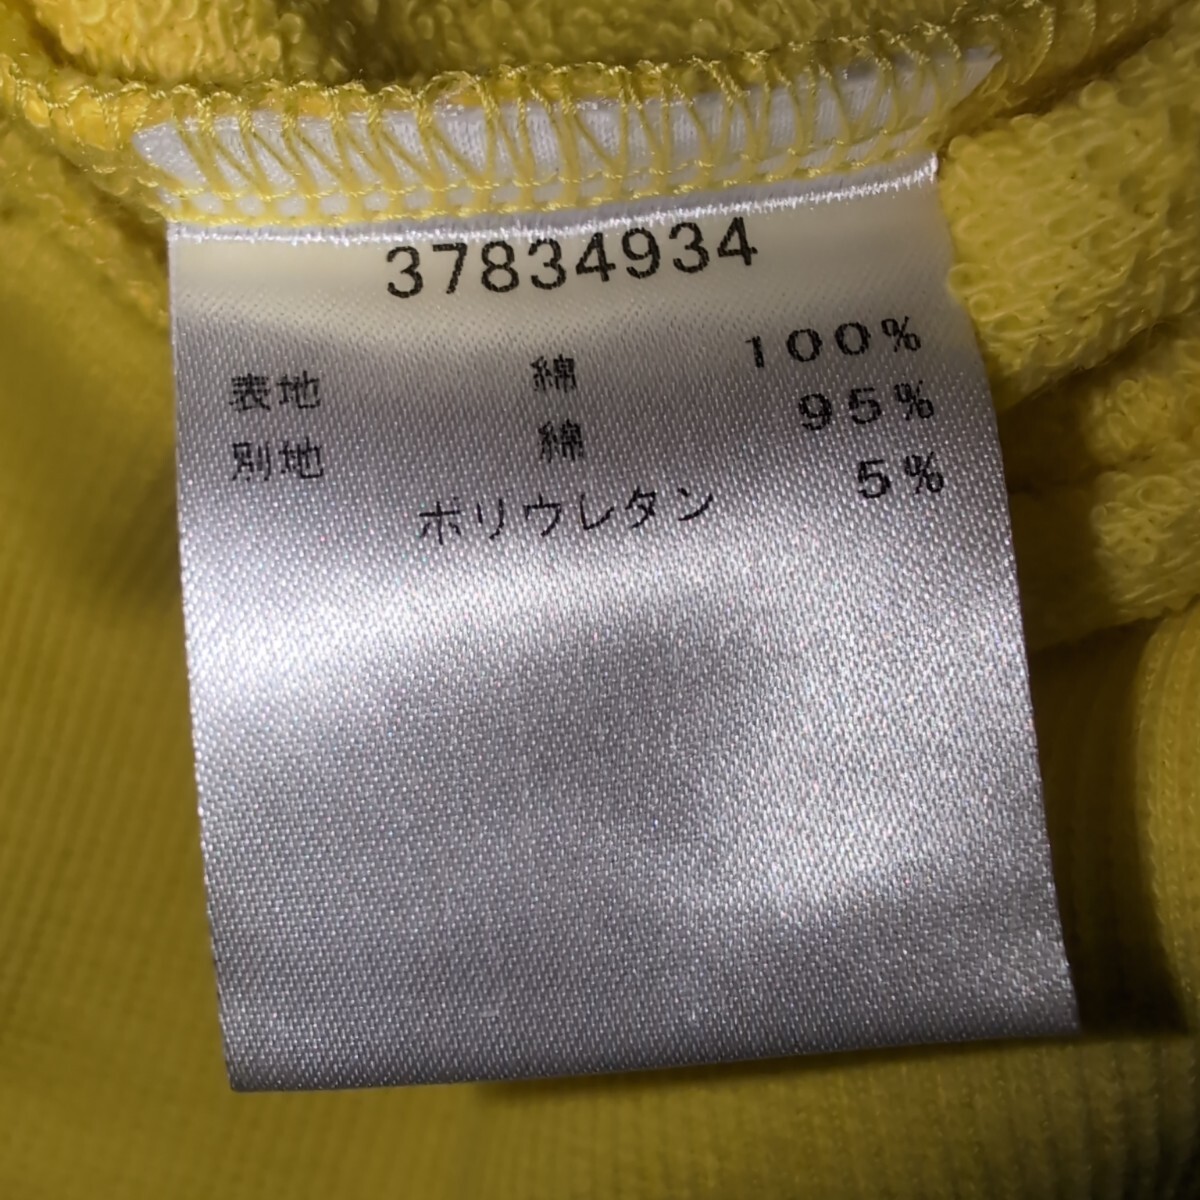 37834934
表地 綿 100%
別地 綿 95%
ポリウレタン 5%